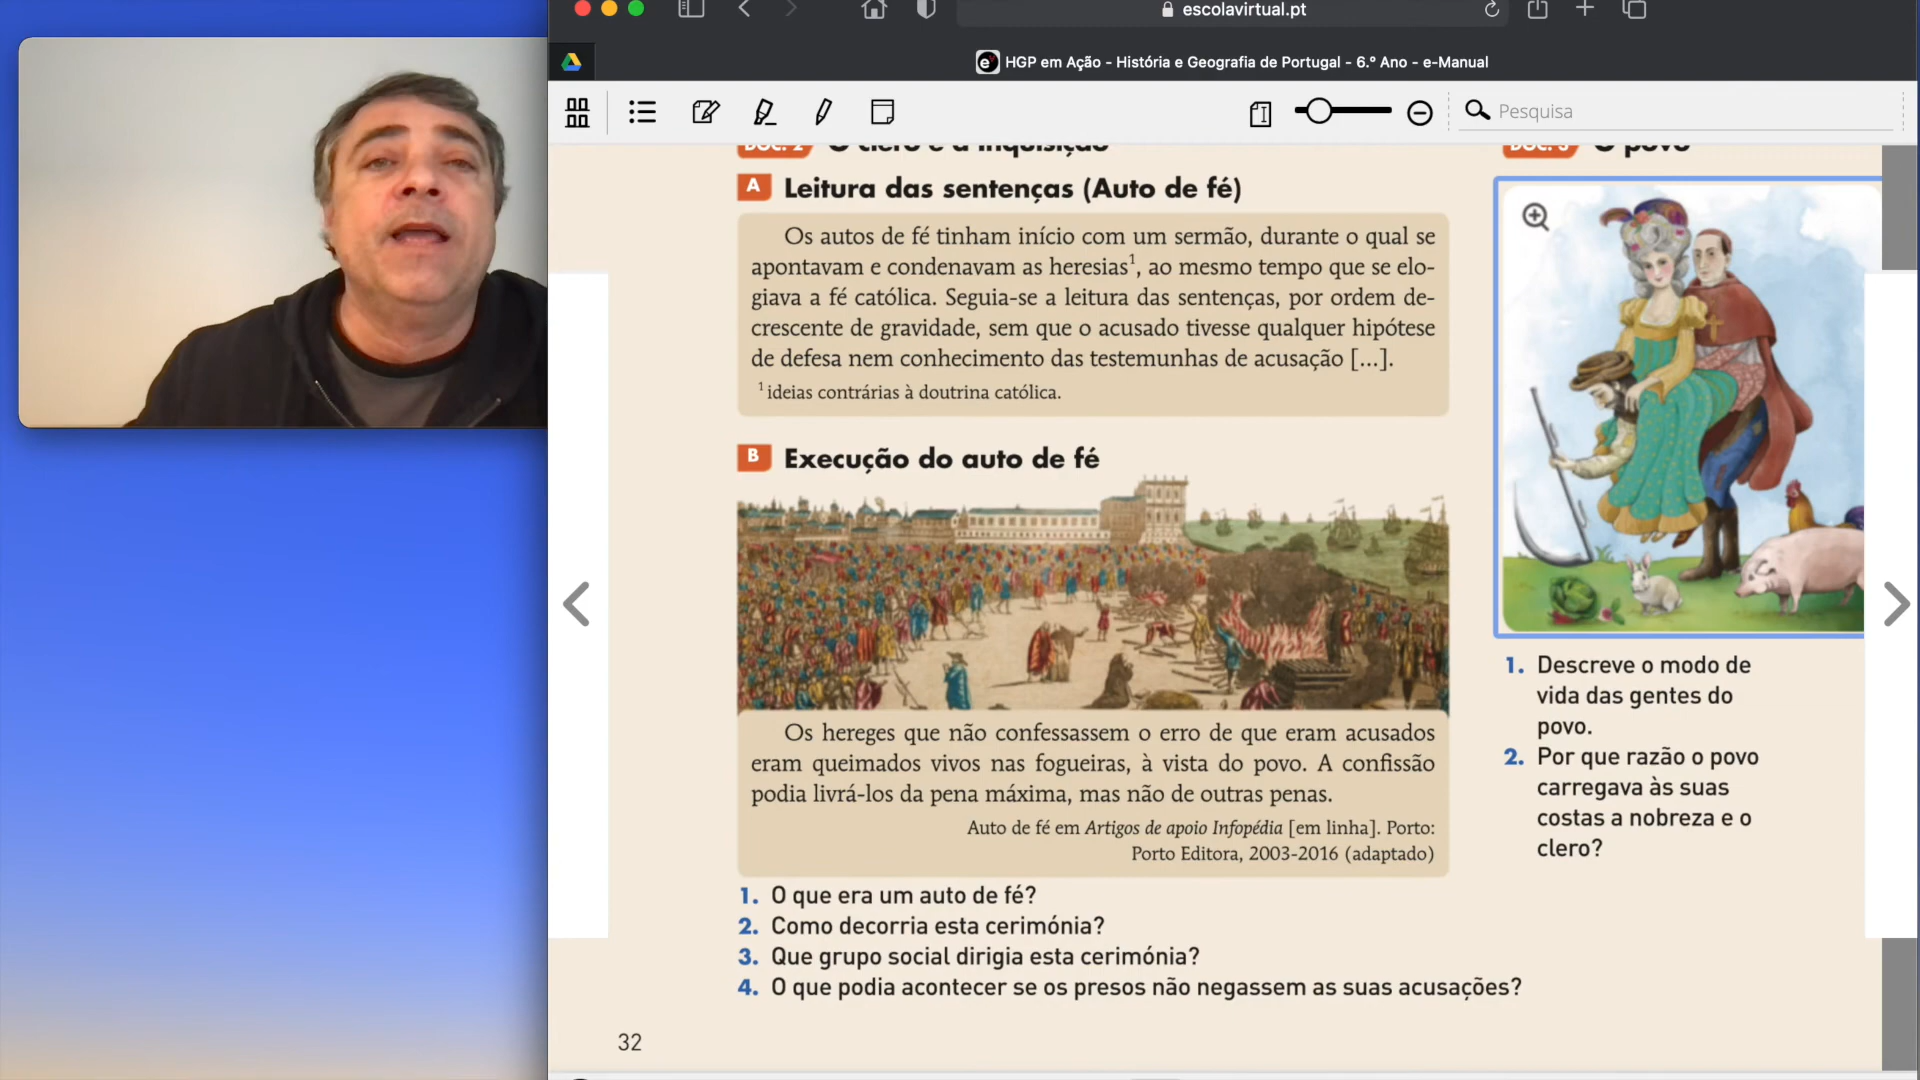 escolavirtual.pt
HGP em Ação - História e Geografia de Portugal - 6.º Ano - e-Manual
Pesquisa
DOC. 2 O clero e a Inquisição
A Leitura das sentenças (Auto de fé)
Os autos de fé tinham início com um sermão, durante o qual se
apontavam e condenavam as heresias¹, ao mesmo tempo que se elo-
giava a fé católica. Seguia-se a leitura das sentenças, por ordem de-
crescente de gravidade, sem que o acusado tivesse qualquer hipótese
de defesa nem conhecimento das testemunhas de acusação [...].
¹ ideias contrárias à doutrina católica.
B Execução do auto de fé
Os hereges que não confessassem o erro de que eram acusados
eram queimados vivos nas fogueiras, à vista do povo. A confissão
podia livrá-los da pena máxima, mas não de outras penas.
Auto de fé em Artigos de apoio Infopédia [em linha]. Porto:
Porto Editora, 2003-2016 (adaptado)
1. O que era um auto de fé?
2. Como decorria esta cerimónia?
3. Que grupo social dirigia esta cerimónia?
4. O que podia acontecer se os presos não negassem as suas acusações?
32
DOC. 3 O povo
1. Descreve o modo de
vida das gentes do
povo.
2. Por que razão o povo
carregava às suas
costas a nobreza e o
clero?